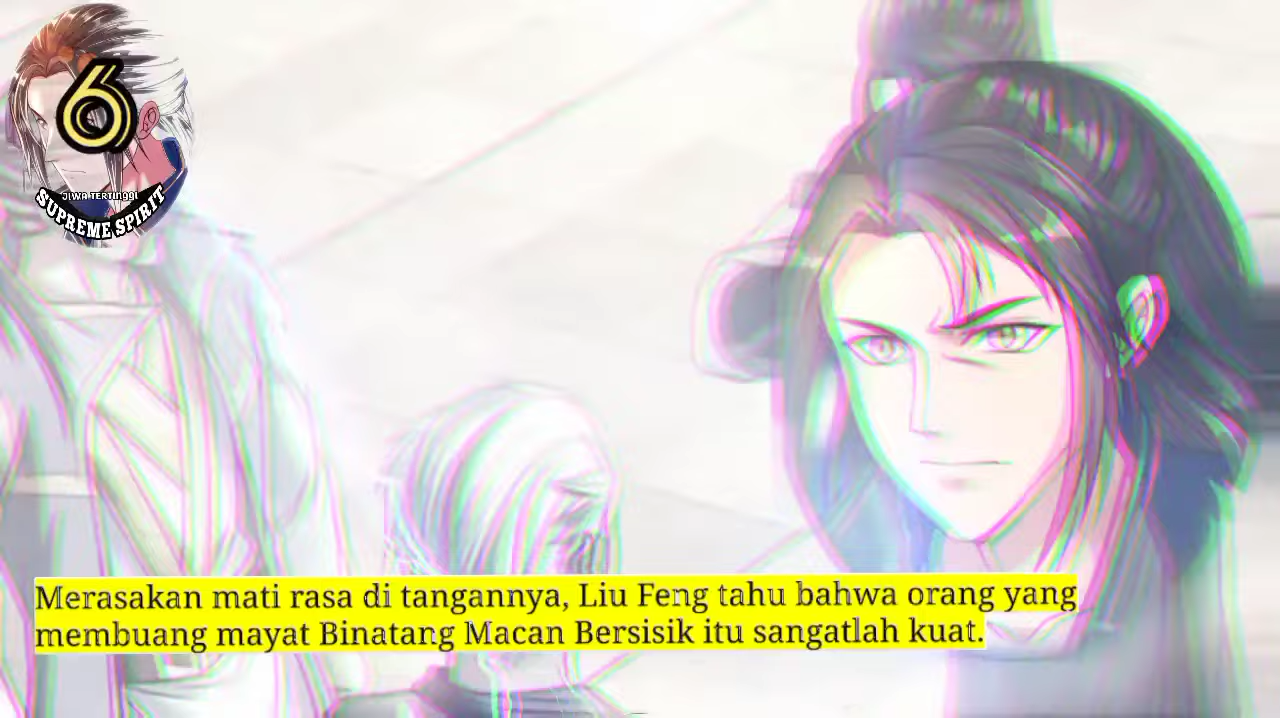 6
JIWA TERTINGGI
SUPREME SPIRIT
Merasakan mati rasa di tangannya, Liu Feng tahu bahwa orang yang
membuang mayat Binatang Macan Bersisik itu sangatlah kuat.